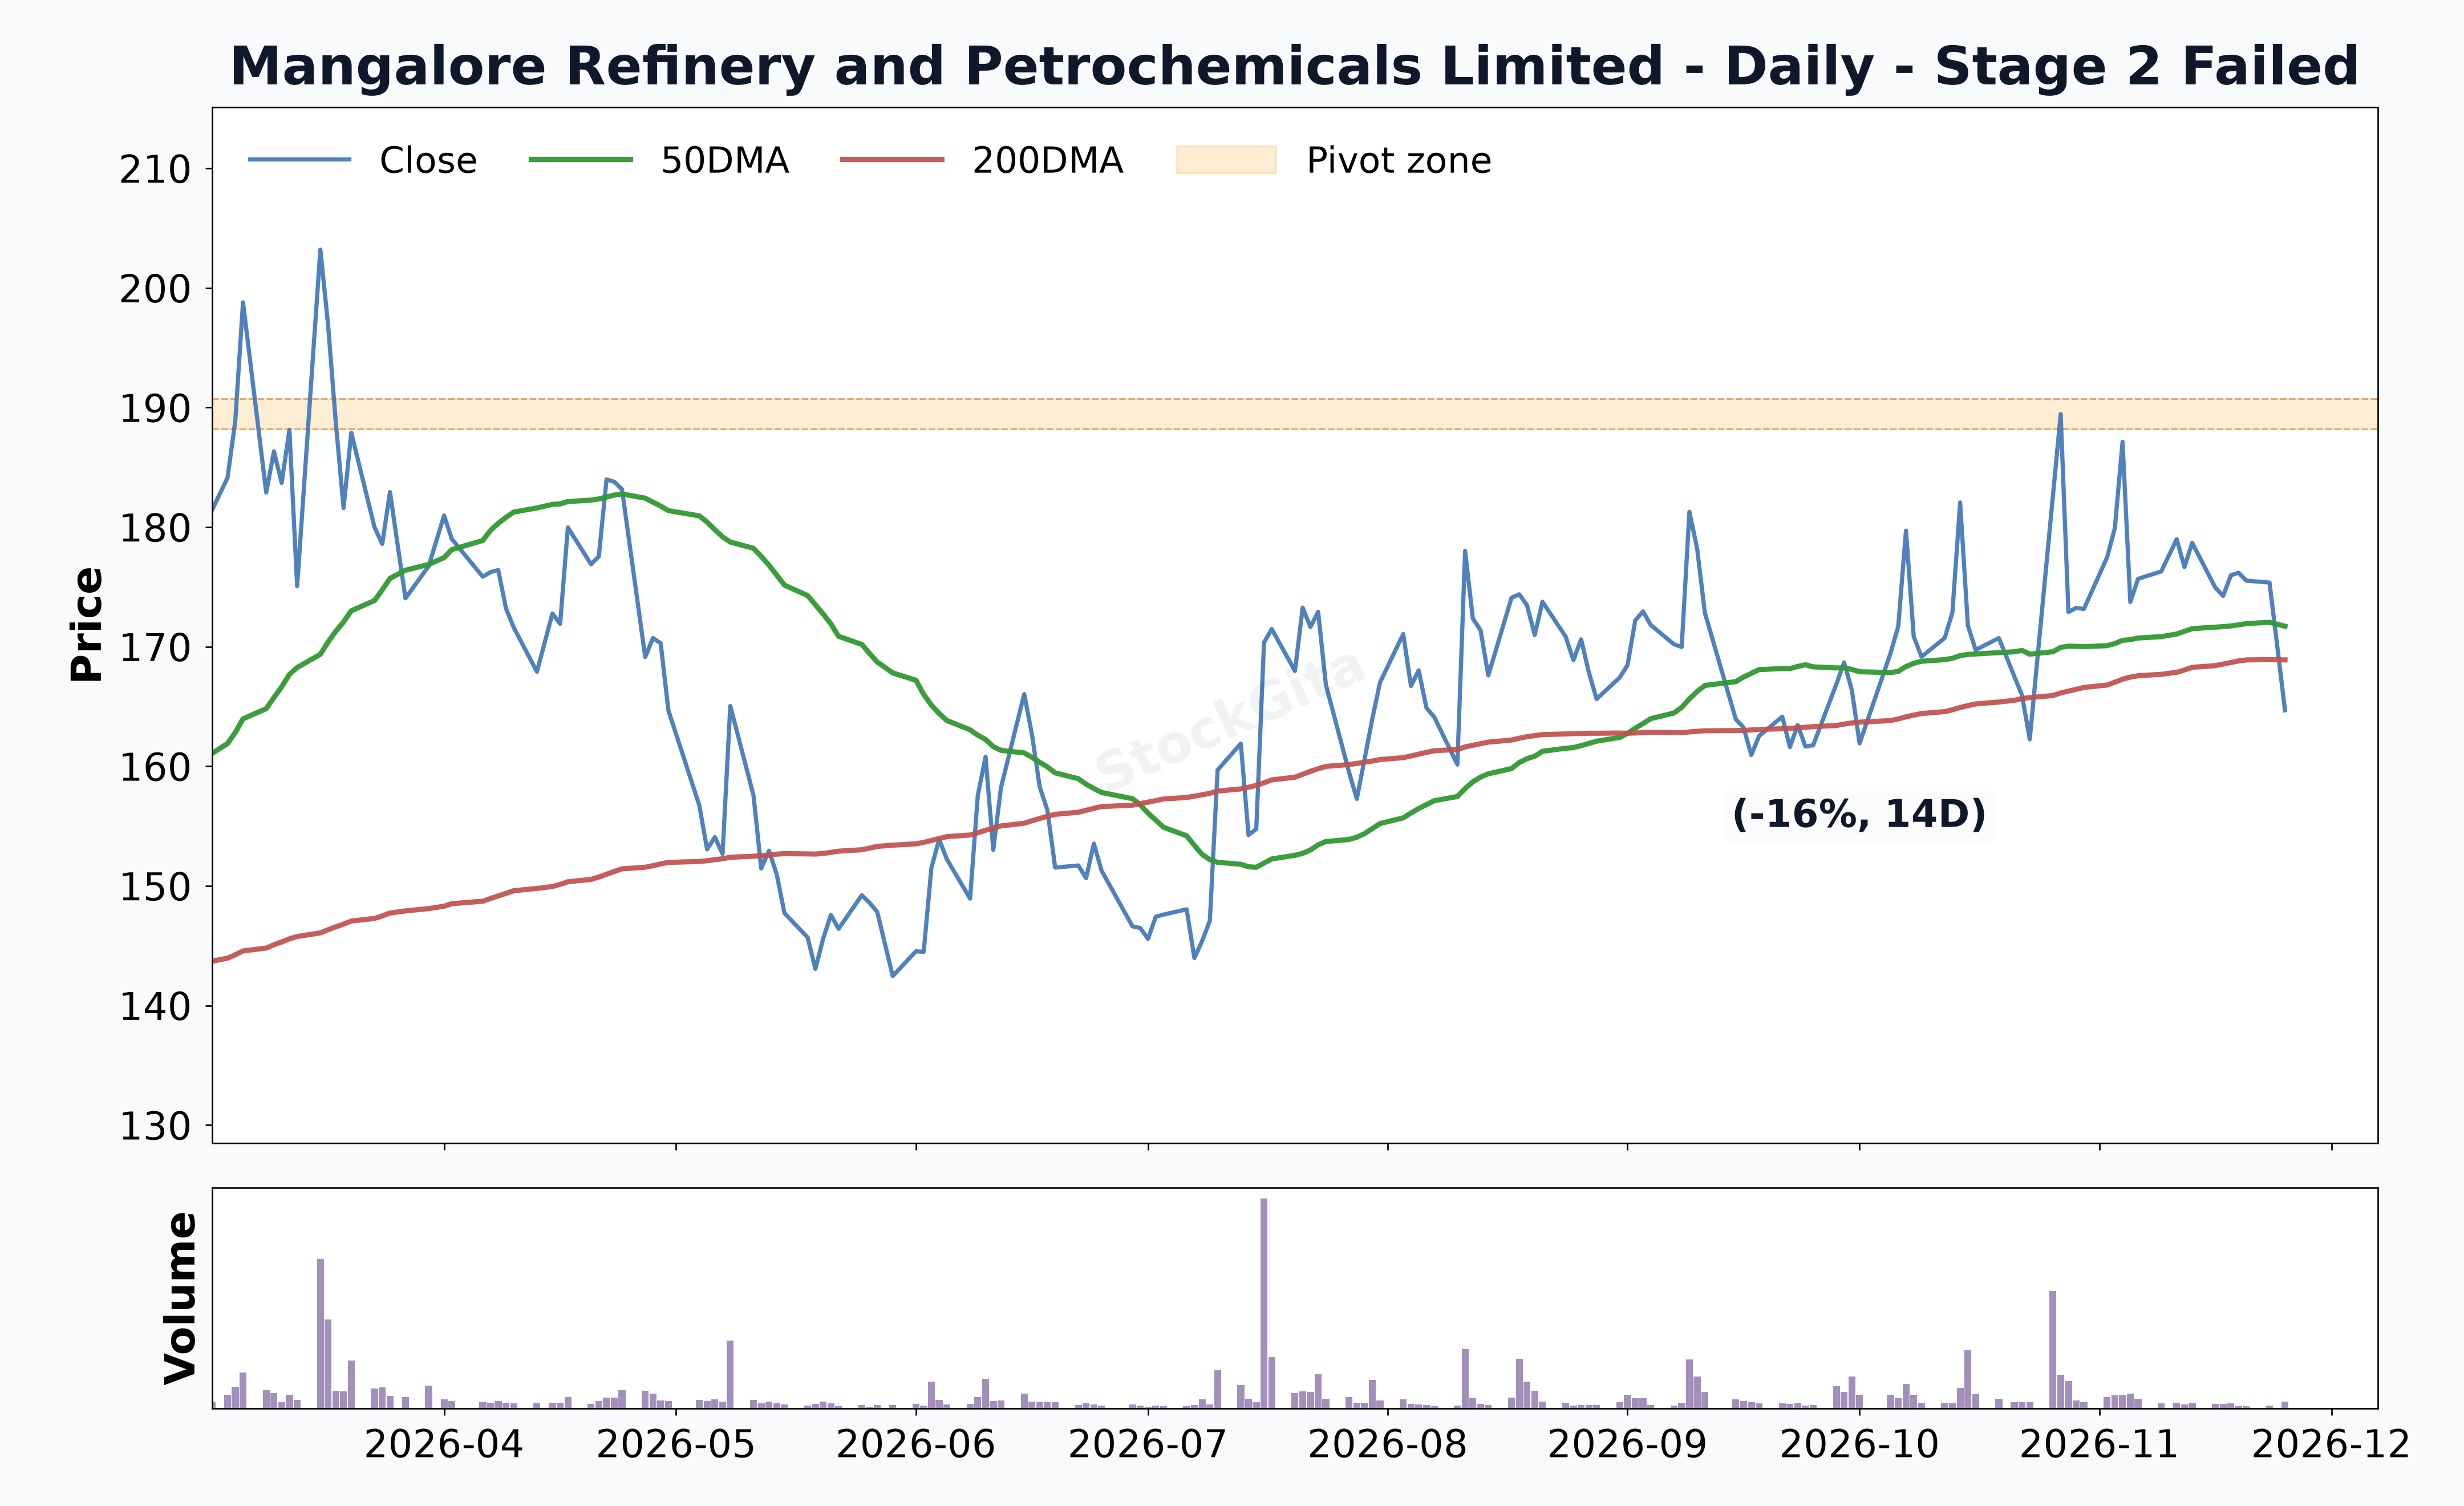 Mangalore Refinery and Petrochemicals Limited - Daily - Stage 2 Failed
Close 50DMA 200DMA Pivot zone
210
200
190
180
170
160
150
140
130
Price
StockGita
(-16%, 14D)
Volume
2026-04 2026-05 2026-06 2026-07 2026-08 2026-09 2026-10 2026-11 2026-12